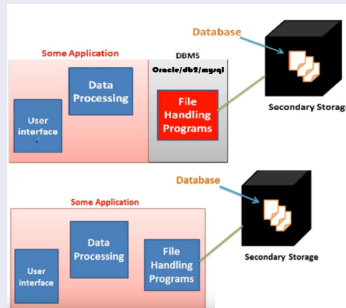 Database
Some Application
DBMS
Oracle/db2/mysql
Data
Processing
File
Handling
Programs
User
interface
Secondary Storage
Database
Some Application
Data
Processing
File
Handling
Programs
User
interface
Secondary Storage